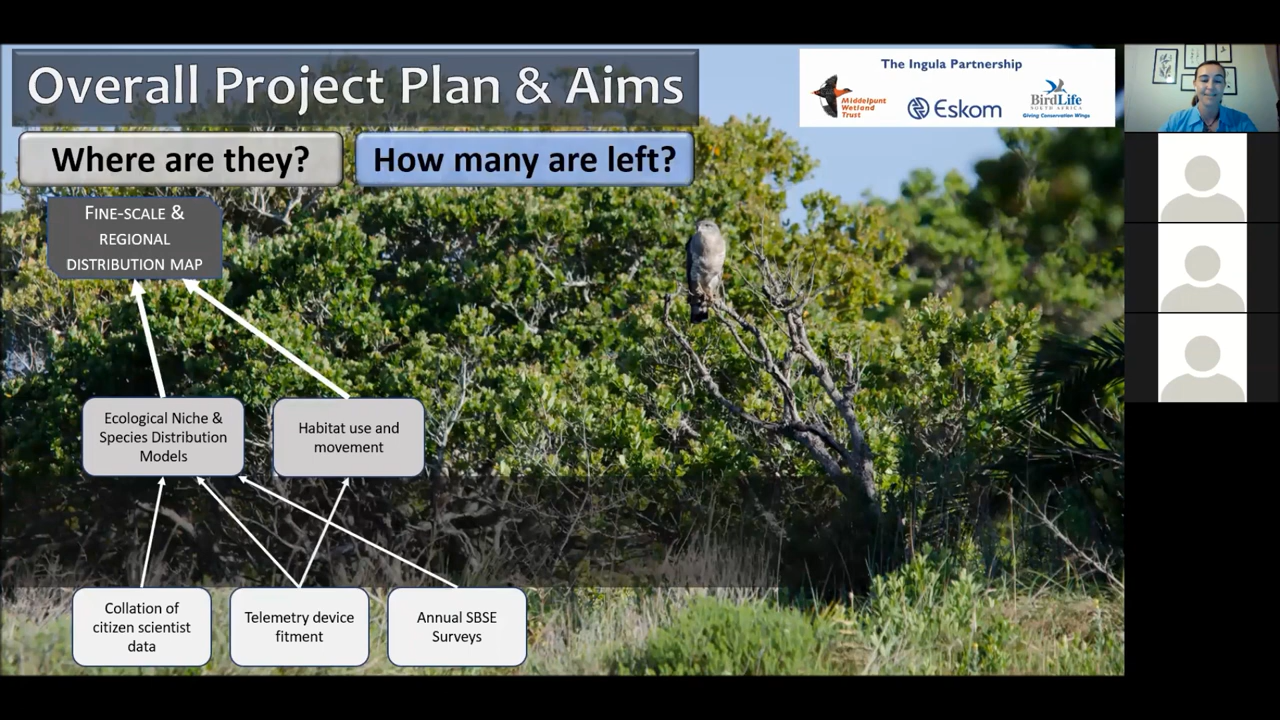 Overall Project Plan & Aims
The Ingula Partnership
Middelpunt
Wetland
Trust
Eskom
BirdLife
SOUTH AFRICA
Giving Conservation Wings
Where are they?
How many are left?
FINE-SCALE &
REGIONAL
DISTRIBUTION MAP
Ecological Niche &
Species Distribution
Models
Habitat use and
movement
Collation of
citizen scientist
data
Telemetry device
fitment
Annual SBSE
Surveys